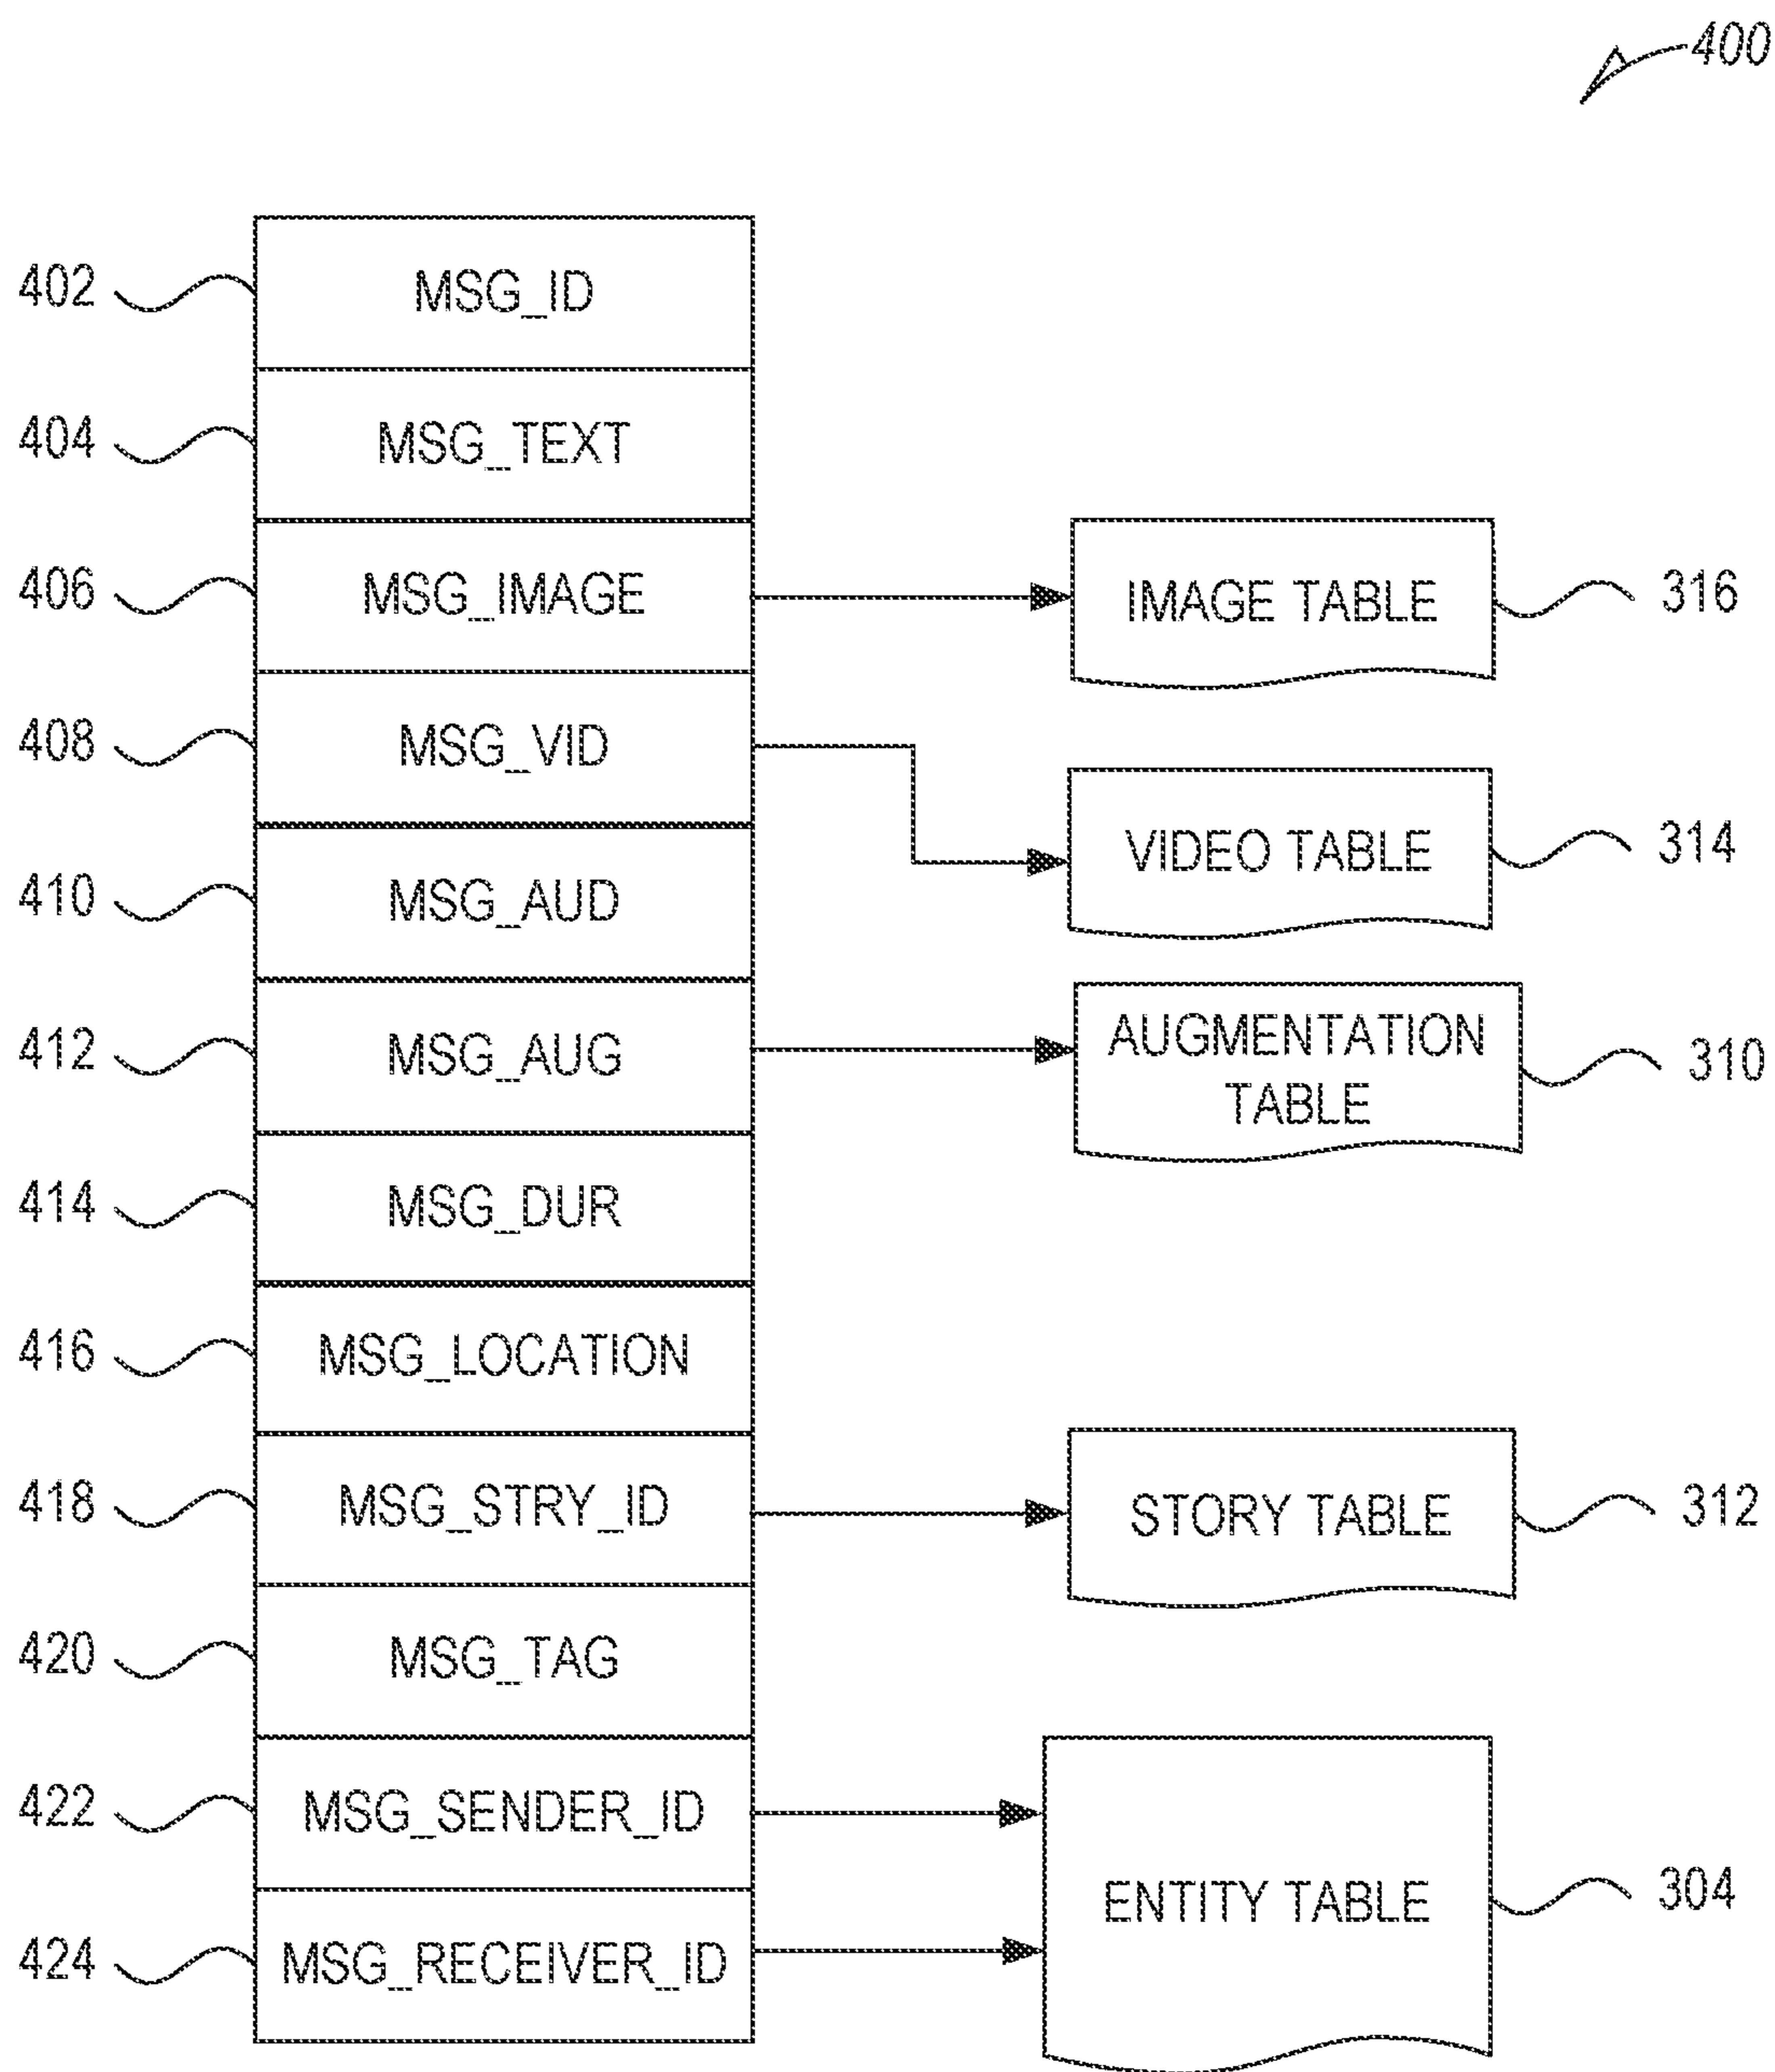 400
402 MSG_ID
404 MSG_TEXT
406 MSG_IMAGE IMAGE TABLE 316
408 MSG_VID
VIDEO TABLE 314
410 MSG_AUD
412 MSG_AUG AUGMENTATION TABLE 310
414 MSG_DUR
416 MSG_LOCATION
418 MSG_STRY_ID STORY TABLE 312
420 MSG_TAG
422 MSG_SENDER_ID
ENTITY TABLE 304
424 MSG_RECEIVER_ID